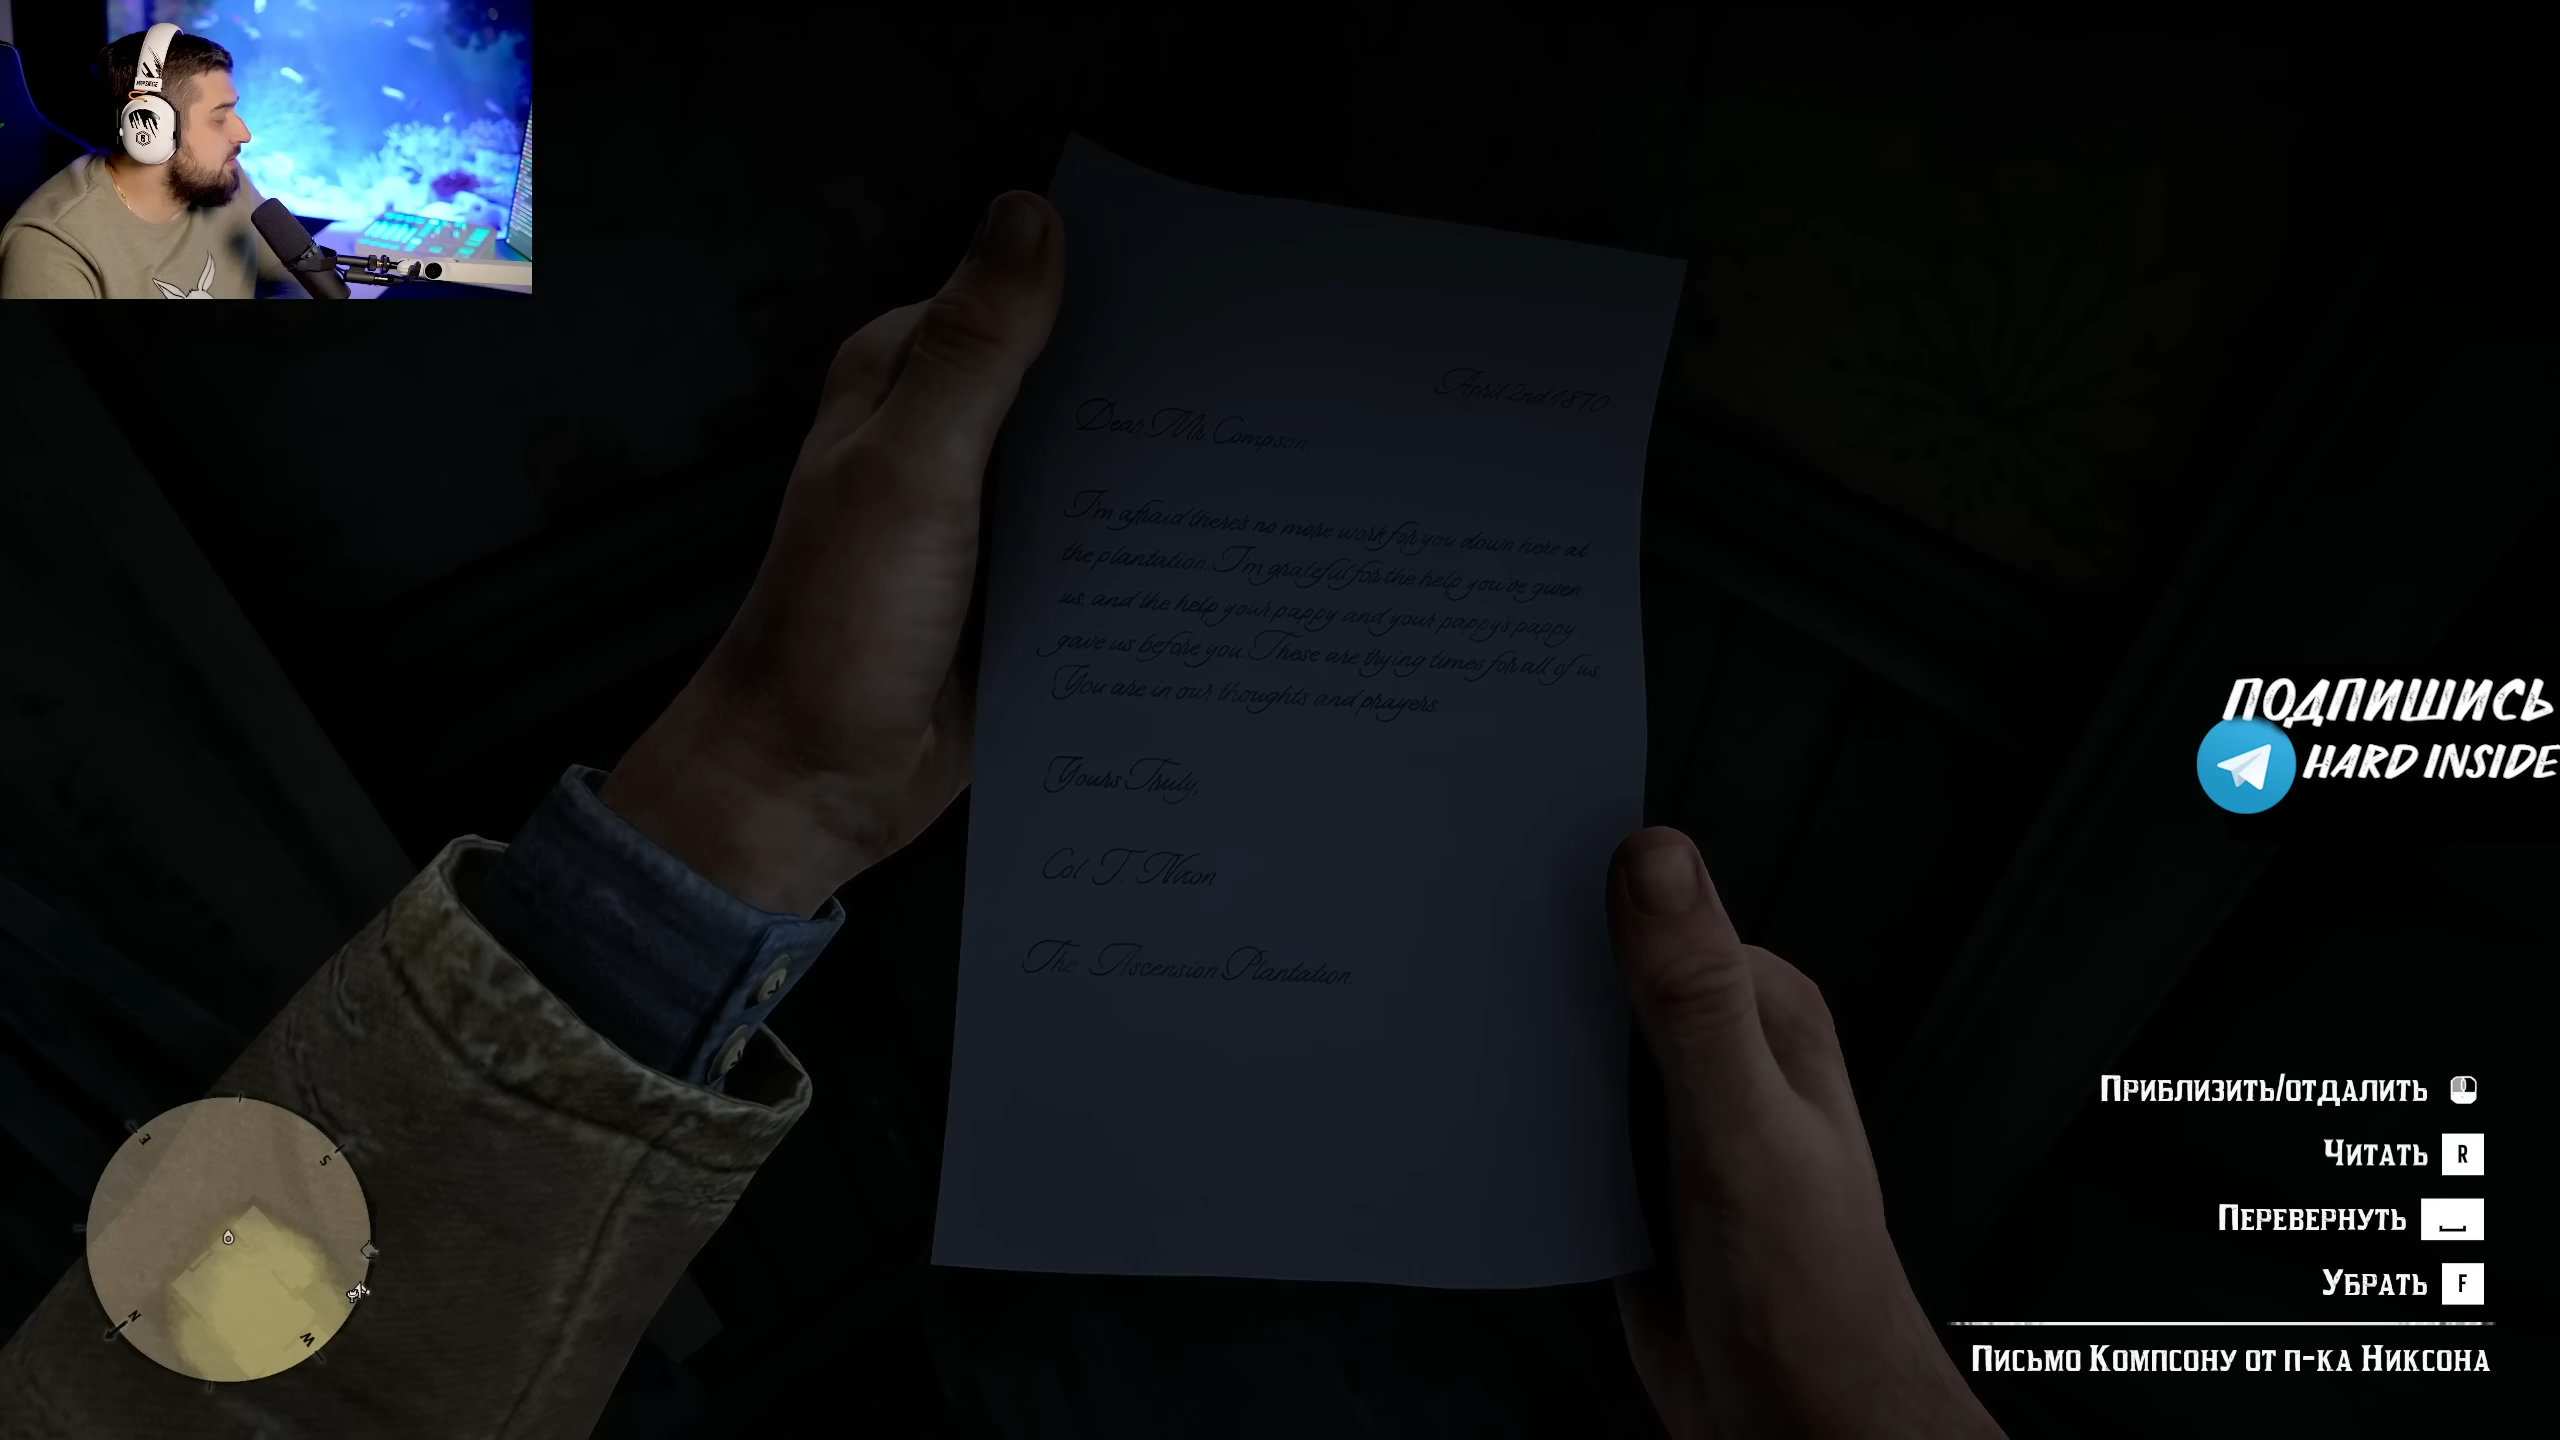 April 2nd 1870
Dear Mr Compson,
I'm afraid there's no more work for you down here at
the plantation. I'm grateful for the help you've given
us, and the help your pappy and your pappy's pappy
gave us before you. These are trying times for all of us.
You are in our thoughts and prayers.
Yours Truly,
Col T. Nixon
The Ascension Plantation.
ПОДПИШИСЬ
HARD INSIDE
Приблизить/отдалить
Читать R
Перевернуть
Убрать F
Письмо Компсону от п-ка Никсона
E
S
N
W